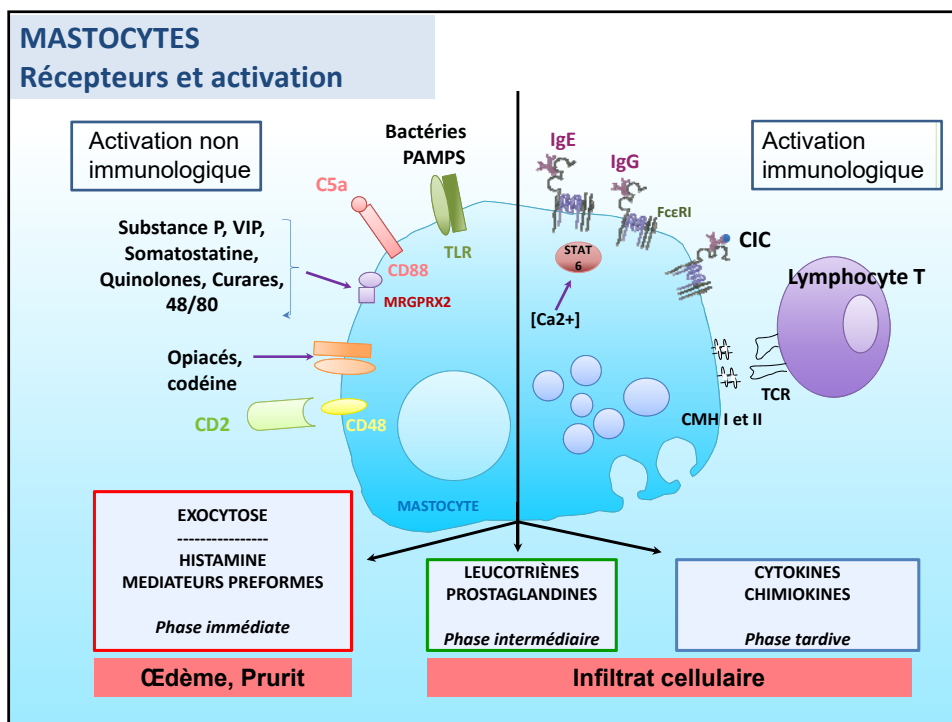 MASTOCYTES
Récepteurs et activation
Activation non
immunologique
Bactéries
PAMPS
C5a
TLR
CD88
Substance P, VIP,
Somatostatine,
Quinolones, Curares,
48/80
MRGPRX2
Opiacés,
codéine
CD2
CD48
MASTOCYTE
IgE
IgG
FcεRI
CIC
STAT
6
[Ca2+]
Activation
immunologique
Lymphocyte T
TCR
CMH I et II
EXOCYTOSE
----------------
HISTAMINE
MEDIATEURS PREFORMES
Phase immédiate
LEUCOTRIÈNES
PROSTAGLANDINES
Phase intermédiaire
CYTOKINES
CHIMIOKINES
Phase tardive
Œdème, Prurit
Infiltrat cellulaire